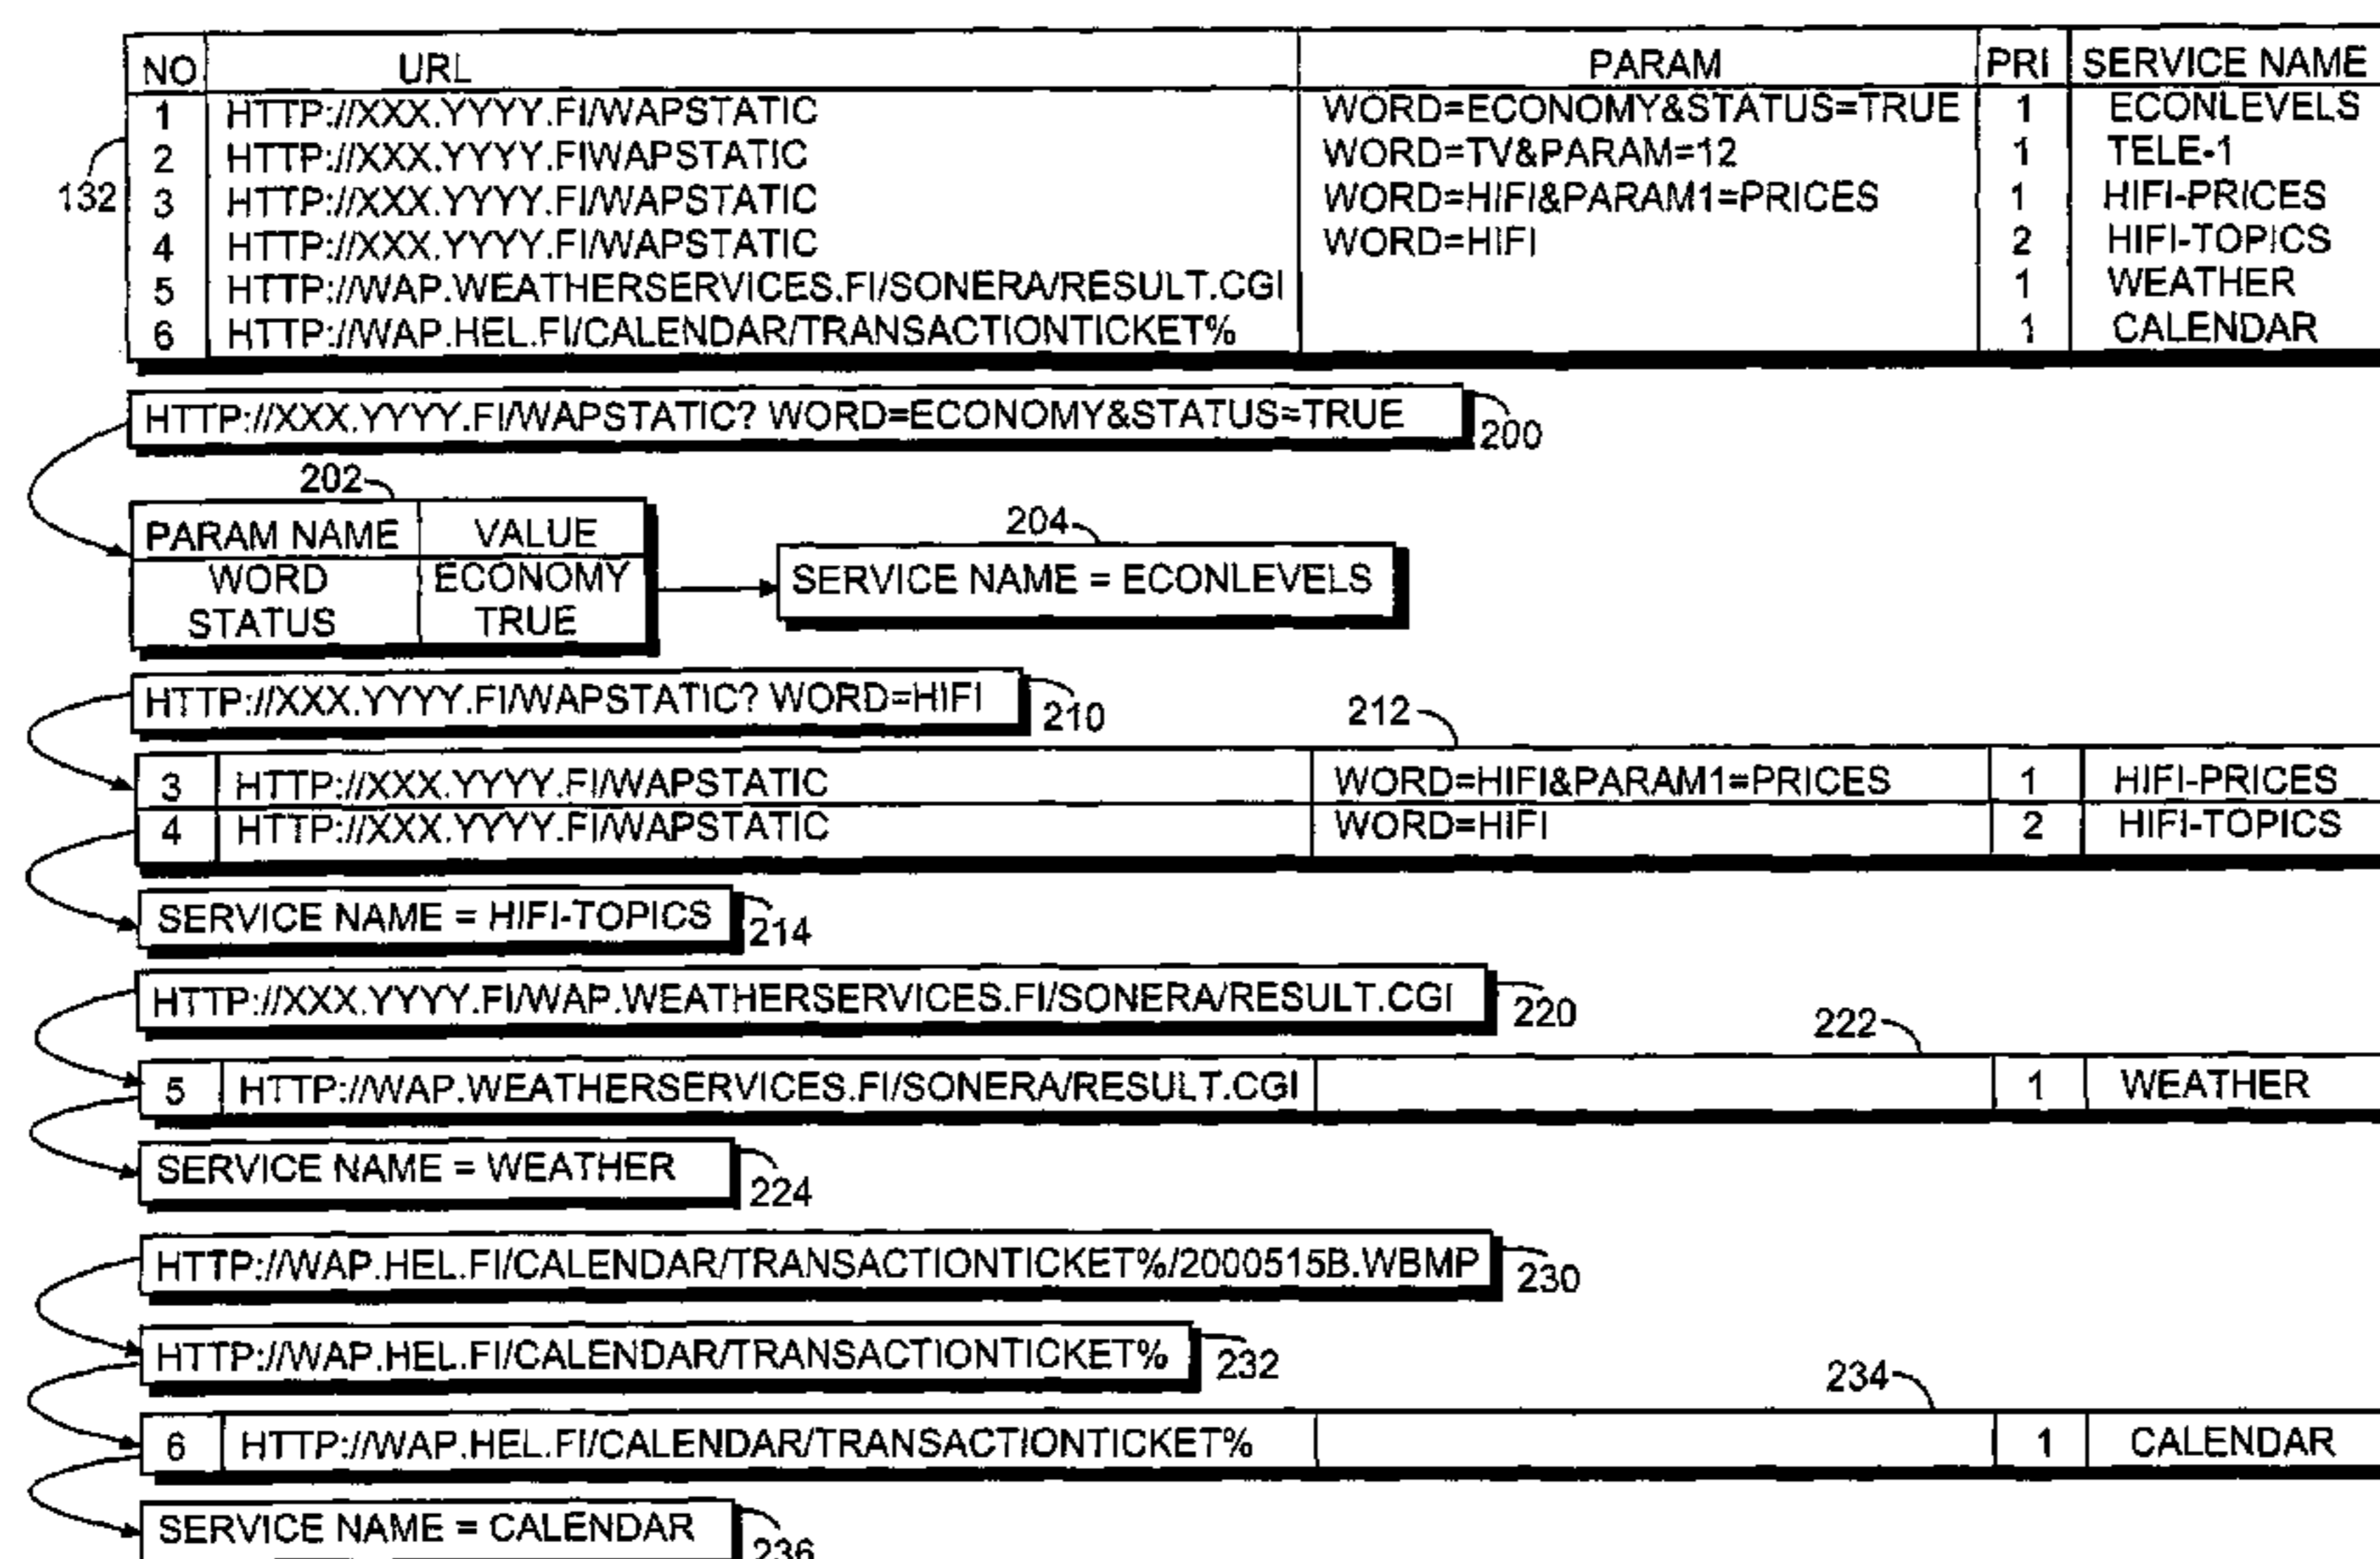 NO URL PARAM PRI SERVICE NAME
1 HTTP://XXX.YYYY.FI/WAPSTATIC WORD=ECONOMY&STATUS=TRUE 1 ECONLEVELS
2 HTTP://XXX.YYYY.FIWAPSTATIC WORD=TV&PARAM=12 1 TELE-1
132 3 HTTP://XXX.YYYY.FI/WAPSTATIC WORD=HIFI&PARAM1=PRICES 1 HIFI-PRICES
4 HTTP://XXX.YYYY.FI/WAPSTATIC WORD=HIFI 2 HIFI-TOPICS
5 HTTP://WAP.WEATHERSERVICES.FI/SONERA/RESULT.CGI 1 WEATHER
6 HTTP://WAP.HEL.FI/CALENDAR/TRANSACTIONTICKET% 1 CALENDAR
HTTP://XXX.YYYY.FI/WAPSTATIC? WORD=ECONOMY&STATUS=TRUE 200
202
PARAM NAME VALUE
WORD ECONOMY
STATUS TRUE
204
SERVICE NAME = ECONLEVELS
HTTP://XXX.YYYY.FI/WAPSTATIC? WORD=HIFI 210
212
3 HTTP://XXX.YYYY.FI/WAPSTATIC WORD=HIFI&PARAM1=PRICES 1 HIFI-PRICES
4 HTTP://XXX.YYYY.FI/WAPSTATIC WORD=HIFI 2 HIFI-TOPICS
SERVICE NAME = HIFI-TOPICS 214
HTTP://XXX.YYYY.FI/WAP.WEATHERSERVICES.FI/SONERA/RESULT.CGI 220
222
5 HTTP://WAP.WEATHERSERVICES.FI/SONERA/RESULT.CGI 1 WEATHER
SERVICE NAME = WEATHER 224
HTTP://WAP.HEL.FI/CALENDAR/TRANSACTIONTICKET%/2000515B.WBMP 230
HTTP://WAP.HEL.FI/CALENDAR/TRANSACTIONTICKET% 232
234
6 HTTP://WAP.HEL.FI/CALENDAR/TRANSACTIONTICKET% 1 CALENDAR
SERVICE NAME = CALENDAR 236